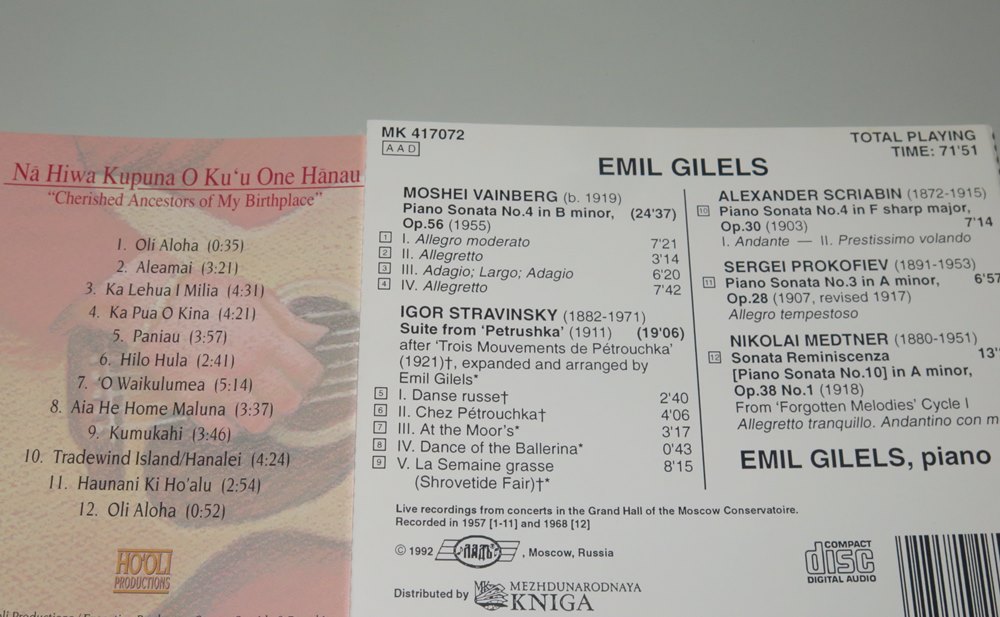 Nā Hiwa Kupuna O Ku‘u One Hānau
“Cherished Ancestors of My Birthplace”
1. Oli Aloha (0:35)
2. Aleamai (3:21)
3. Ka Lehua I Milia (4:31)
4. Ka Pua O Kina (4:21)
5. Paniau (3:57)
6. Hilo Hula (2:41)
7. ‘O Waikulumea (5:14)
8. Aia He Home Maluna (3:37)
9. Kumukahi (3:46)
10. Tradewind Island/Hanalei (4:24)
11. Haunani Ki Ho‘alu (2:54)
12. Oli Aloha (0:52)
HO‘OLI
PRODUCTIONS
MK 417072
AAD
TOTAL PLAYING
TIME: 71'51
EMIL GILELS
MOSHEI VAINBERG (b. 1919)
Piano Sonata No.4 in B minor, (24'37)
Op.56 (1955)
1 I. Allegro moderato 7'21
2 II. Allegretto 3'14
3 III. Adagio; Largo; Adagio 6'20
4 IV. Allegretto 7'42
IGOR STRAVINSKY (1882-1971)
Suite from ‘Petrushka’ (1911) (19'06)
after ‘Trois Mouvements de Pétrouchka’
(1921)†, expanded and arranged by
Emil Gilels*
5 I. Danse russe† 2'40
6 II. Chez Pétrouchka† 4'06
7 III. At the Moor's* 3'17
8 IV. Dance of the Ballerina* 0'43
9 V. La Semaine grasse 8'15
(Shrovetide Fair)†*
ALEXANDER SCRIABIN (1872-1915)
10 Piano Sonata No.4 in F sharp major,
Op.30 (1903) 7'14
I. Andante — II. Prestissimo volando
SERGEI PROKOFIEV (1891-1953)
11 Piano Sonata No.3 in A minor, 6'57
Op.28 (1907, revised 1917)
Allegro tempestoso
NIKOLAI MEDTNER (1880-1951)
12 Sonata Reminiscenza 13'
[Piano Sonata No.10] in A minor,
Op.38 No.1 (1918)
From ‘Forgotten Melodies’ Cycle I
Allegretto tranquillo. Andantino con
EMIL GILELS, piano
Live recordings from concerts in the Grand Hall of the Moscow Conservatoire.
Recorded in 1957 [1-11] and 1968 [12]
© 1992 ЛАДЪ , Moscow, Russia
Distributed by MK MEZHDUNARODNAYA
KNIGA
COMPACT
disc
DIGITAL AUDIO